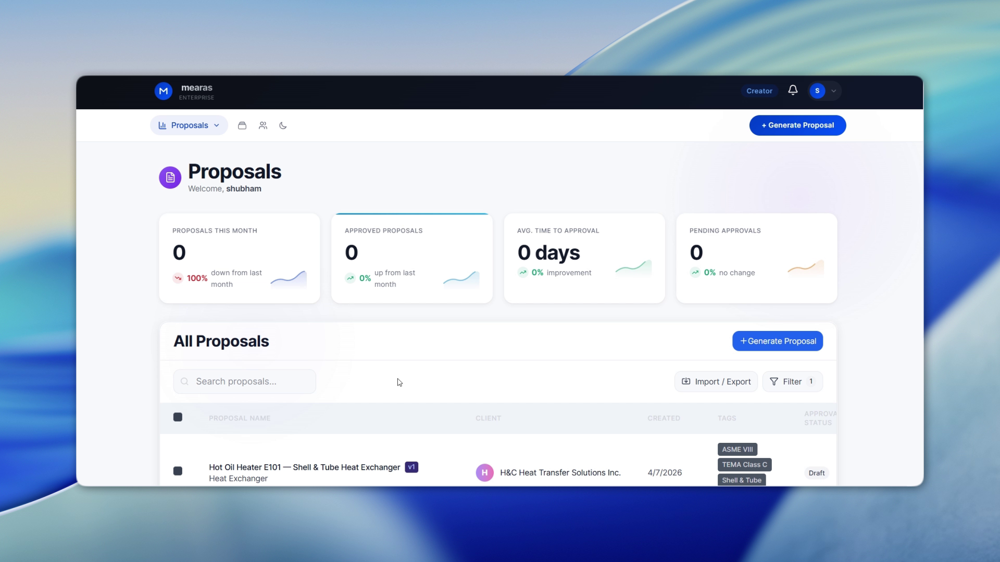 mearas
ENTERPRISE
Creator
S
Proposals
+ Generate Proposal
Proposals
Welcome, shubham
PROPOSALS THIS MONTH
0
100% down from last
month
APPROVED PROPOSALS
0
0% up from last
month
AVG. TIME TO APPROVAL
0 days
0% improvement
PENDING APPROVALS
0
0% no change
All Proposals
+ Generate Proposal
Search proposals...
Import / Export
Filter 1
PROPOSAL NAME
CLIENT
CREATED
TAGS
APPROVA
STATUS
Hot Oil Heater E101 — Shell & Tube Heat Exchanger v1
Heat Exchanger
H
H&C Heat Transfer Solutions Inc.
4/7/2026
ASME VIII
TEMA Class C
Shell & Tube
Draft